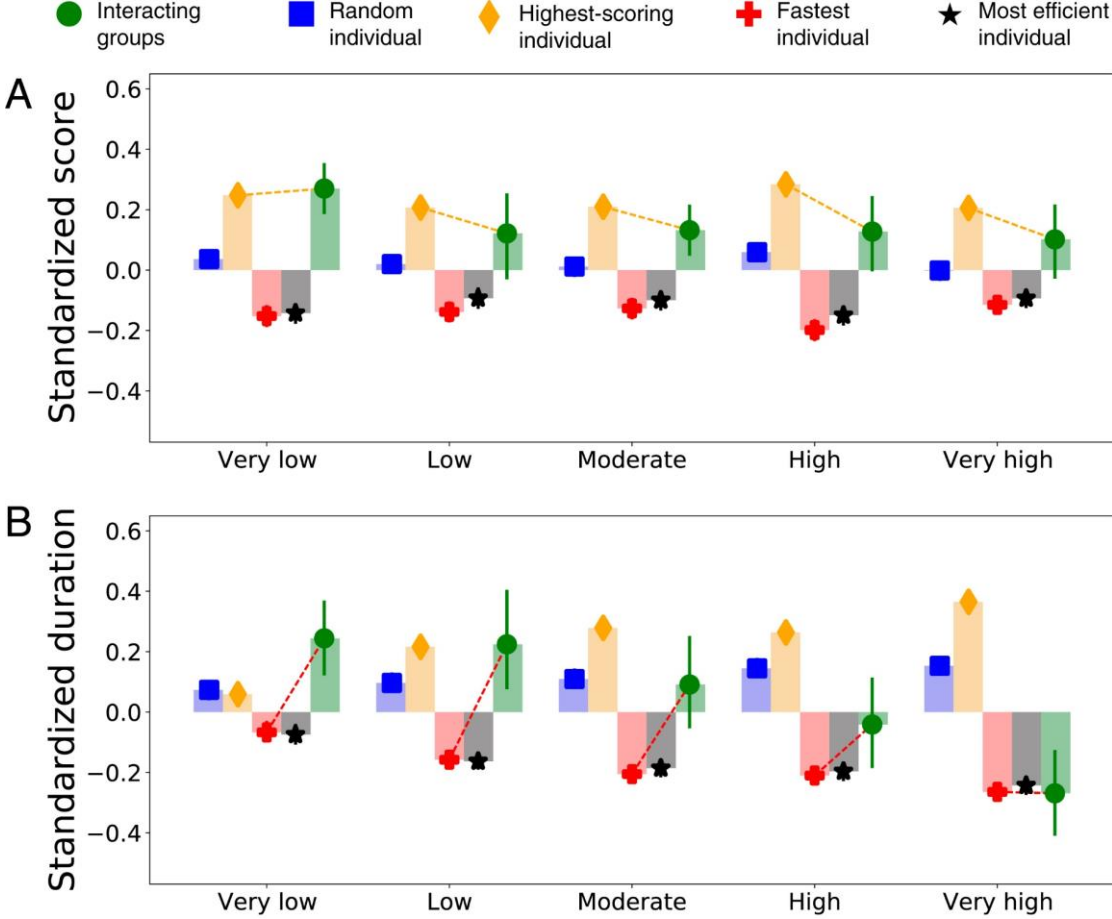 Interacting groups
Random individual
Highest-scoring individual
Fastest individual
Most efficient individual
A
Standardized score
0.6
0.4
0.2
0.0
−0.2
−0.4
Very low Low Moderate High Very high
B
Standardized duration
0.6
0.4
0.2
0.0
−0.2
−0.4
Very low Low Moderate High Very high